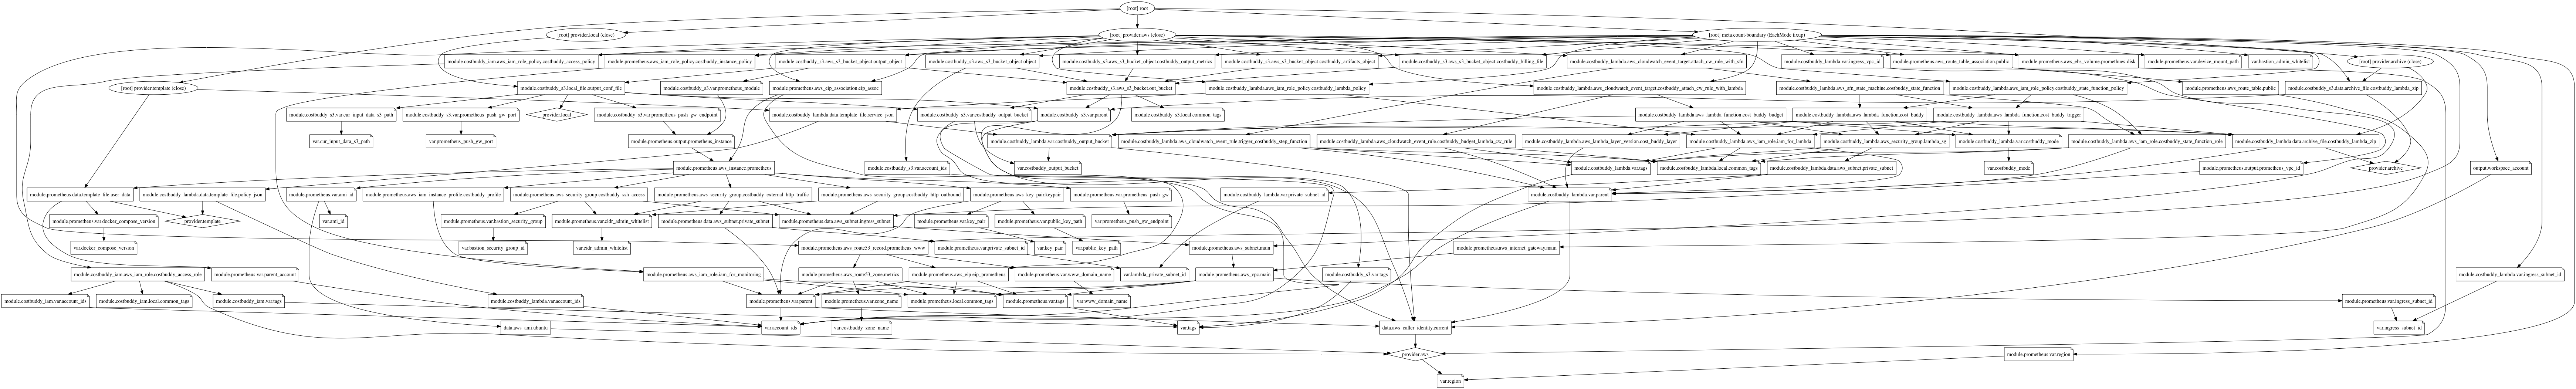 [root] root
[root] provider.local (close)
[root] provider.aws (close)
[root] meta.count-boundary (EachMode fixup)
module.costbuddy_iam.aws_iam_role_policy.costbuddy_access_policy
module.prometheus.aws_iam_role_policy.costbuddy_instance_policy
module.costbuddy_s3.aws_s3_bucket_object.output_object
module.costbuddy_s3.aws_s3_bucket_object.object
module.costbuddy_s3.aws_s3_bucket_object.costbuddy_output_metrics
module.costbuddy_s3.aws_s3_bucket_object.costbuddy_artifacts_object
module.costbuddy_s3.aws_s3_bucket_object.costbuddy_billing_file
module.costbuddy_lambda.aws_cloudwatch_event_target.attach_cw_rule_with_sfn
module.costbuddy_lambda.var.ingress_vpc_id
module.prometheus.aws_route_table_association.public
module.prometheus.aws_ebs_volume.prometheus-disk
module.prometheus.var.device_mount_path
var.bastion_admin_whitelist
[root] provider.archive (close)
[root] provider.template (close)
module.costbuddy_s3.local_file.output_conf_file
module.costbuddy_s3.var.prometheus_module
module.prometheus.aws_eip_association.eip_assoc
module.costbuddy_s3.aws_s3_bucket.out_bucket
module.costbuddy_lambda.aws_iam_role_policy.costbuddy_lambda_policy
module.costbuddy_lambda.aws_cloudwatch_event_target.costbuddy_attach_cw_rule_with_lambda
module.costbuddy_lambda.aws_sfn_state_machine.costbuddy_state_function
module.costbuddy_lambda.aws_iam_role_policy.costbuddy_state_function_policy
module.prometheus.aws_route_table.public
module.costbuddy_s3.data.archive_file.costbuddy_lambda_zip
module.costbuddy_s3.var.cur_input_data_s3_path
module.costbuddy_s3.var.prometheus_push_gw_port
provider.local
module.costbuddy_s3.var.prometheus_push_gw_endpoint
module.costbuddy_lambda.data.template_file.service_json
module.costbuddy_s3.var.costbuddy_output_bucket
module.costbuddy_s3.var.parent
module.costbuddy_s3.local.common_tags
module.costbuddy_lambda.aws_lambda_function.cost_buddy_budget
module.costbuddy_lambda.aws_lambda_function.cost_buddy
module.costbuddy_lambda.aws_lambda_function.cost_buddy_trigger
var.cur_input_data_s3_path
var.prometheus_push_gw_port
module.prometheus.output.prometheus_instance
module.costbuddy_lambda.var.costbuddy_output_bucket
module.costbuddy_lambda.aws_cloudwatch_event_rule.trigger_costbuddy_step_function
module.costbuddy_lambda.aws_cloudwatch_event_rule.costbuddy_budget_lambda_cw_rule
module.costbuddy_lambda.aws_lambda_layer_version.cost_buddy_layer
module.costbuddy_lambda.aws_iam_role.iam_for_lambda
module.costbuddy_lambda.aws_security_group.lambda_sg
module.costbuddy_lambda.var.costbuddy_mode
module.costbuddy_lambda.aws_iam_role.costbuddy_state_function_role
module.costbuddy_lambda.data.archive_file.costbuddy_lambda_zip
module.prometheus.aws_instance.prometheus
module.costbuddy_s3.var.account_ids
var.costbuddy_output_bucket
module.costbuddy_lambda.var.tags
module.costbuddy_lambda.local.common_tags
module.costbuddy_lambda.data.aws_subnet.private_subnet
var.costbuddy_mode
module.prometheus.output.prometheus_vpc_id
provider.archive
output.workspace_account
module.prometheus.data.template_file.user_data
module.costbuddy_lambda.data.template_file.policy_json
module.prometheus.var.ami_id
module.prometheus.aws_iam_instance_profile.costbuddy_profile
module.prometheus.aws_security_group.costbuddy_ssh_access
module.prometheus.aws_security_group.costbuddy_external_http_traffic
module.prometheus.aws_security_group.costbuddy_http_outbound
module.prometheus.aws_key_pair.keypair
module.prometheus.var.prometheus_push_gw
module.costbuddy_lambda.var.private_subnet_id
module.costbuddy_lambda.var.parent
module.prometheus.var.docker_compose_version
provider.template
var.ami_id
module.prometheus.var.bastion_security_group
module.prometheus.var.cidr_admin_whitelist
module.prometheus.data.aws_subnet.private_subnet
module.prometheus.data.aws_subnet.ingress_subnet
module.prometheus.var.key_pair
module.prometheus.var.public_key_path
var.prometheus_push_gw_endpoint
var.docker_compose_version
var.bastion_security_group_id
var.cidr_admin_whitelist
module.prometheus.aws_route53_record.prometheus_www
module.prometheus.var.private_subnet_id
var.key_pair
var.public_key_path
module.prometheus.aws_subnet.main
module.prometheus.aws_internet_gateway.main
module.costbuddy_iam.aws_iam_role.costbuddy_access_role
module.prometheus.var.parent_account
module.prometheus.aws_iam_role.iam_for_monitoring
module.prometheus.aws_route53_zone.metrics
module.prometheus.aws_eip.eip_prometheus
module.prometheus.var.www_domain_name
var.lambda_private_subnet_id
module.prometheus.aws_vpc.main
module.costbuddy_s3.var.tags
module.costbuddy_lambda.var.ingress_subnet_id
module.costbuddy_iam.var.account_ids
module.costbuddy_iam.local.common_tags
module.costbuddy_iam.var.tags
module.costbuddy_lambda.var.account_ids
module.prometheus.var.parent
module.prometheus.var.zone_name
module.prometheus.local.common_tags
module.prometheus.var.tags
var.www_domain_name
module.prometheus.var.ingress_subnet_id
data.aws_ami.ubuntu
var.account_ids
var.costbuddy_zone_name
var.tags
data.aws_caller_identity.current
var.ingress_subnet_id
provider.aws
module.prometheus.var.region
var.region